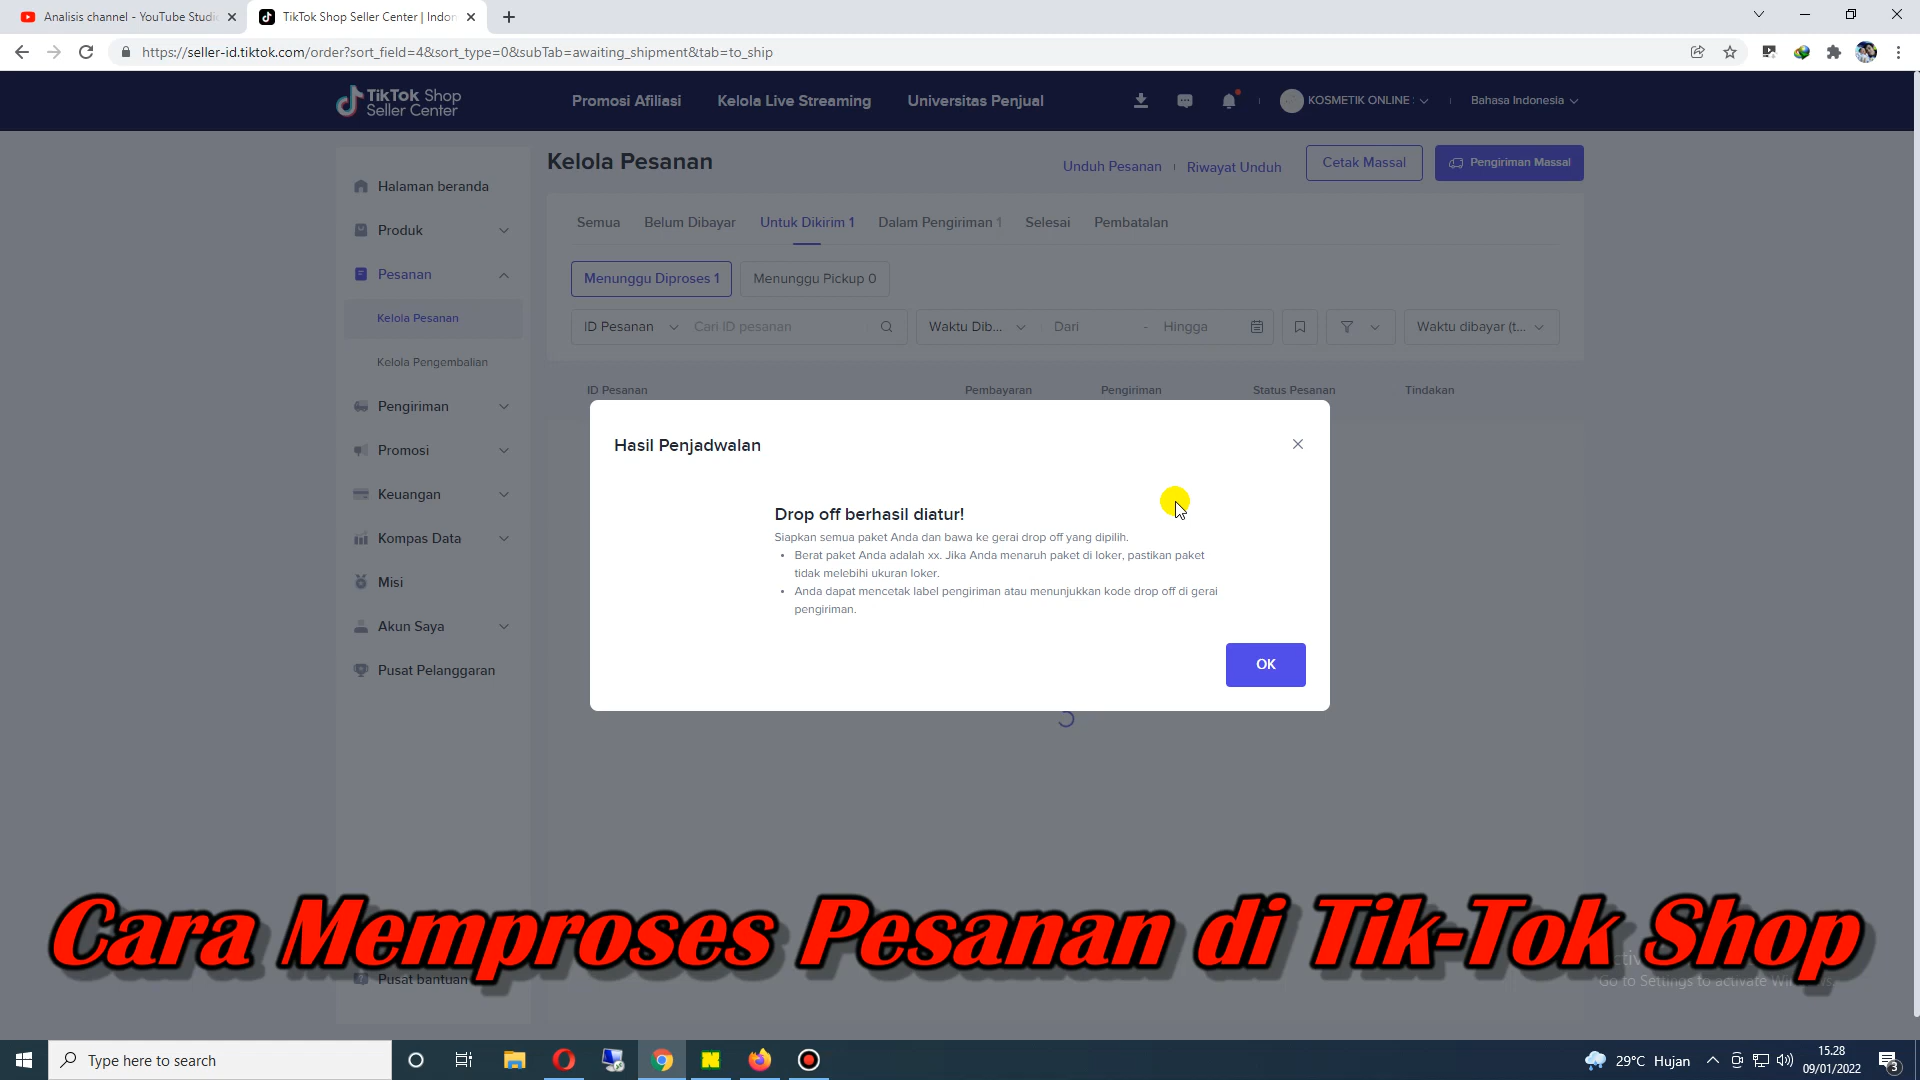 Analisis channel - YouTube Studi
TikTok Shop Seller Center | Indon
https://seller-id.tiktok.com/order?sort_field=4&sort_type=0&subTab=awaiting_shipment&tab=to_ship
TikTok Shop
Seller Center
Promosi Afiliasi
Kelola Live Streaming
Universitas Penjual
KOSMETIK ONLINE
Bahasa Indonesia
Kelola Pesanan
Unduh Pesanan
Riwayat Unduh
Cetak Massal
Pengiriman Massal
Halaman beranda
Produk
Pesanan
Kelola Pesanan
Kelola Pengembalian
Pengiriman
Promosi
Keuangan
Kompas Data
Misi
Akun Saya
Pusat Pelanggaran
Pusat bantuan
Semua
Belum Dibayar
Untuk Dikirim 1
Dalam Pengiriman 1
Selesai
Pembatalan
Menunggu Diproses 1
Menunggu Pickup 0
ID Pesanan
Cari ID pesanan
Waktu Dib...
Dari
-
Hingga
Waktu dibayar (t...
ID Pesanan
Pembayaran
Pengiriman
Status Pesanan
Tindakan
Hasil Penjadwalan
Drop off berhasil diatur!
Siapkan semua paket Anda dan bawa ke gerai drop off yang dipilih.
• Berat paket Anda adalah xx. Jika Anda menaruh paket di loker, pastikan paket
tidak melebihi ukuran loker.
• Anda dapat mencetak label pengiriman atau menunjukkan kode drop off di gerai
pengiriman.
OK
Cara Memproses Pesanan di Tik-Tok Shop
Go to Settings to activate
Type here to search
29°C Hujan
15.28
09/01/2022
3